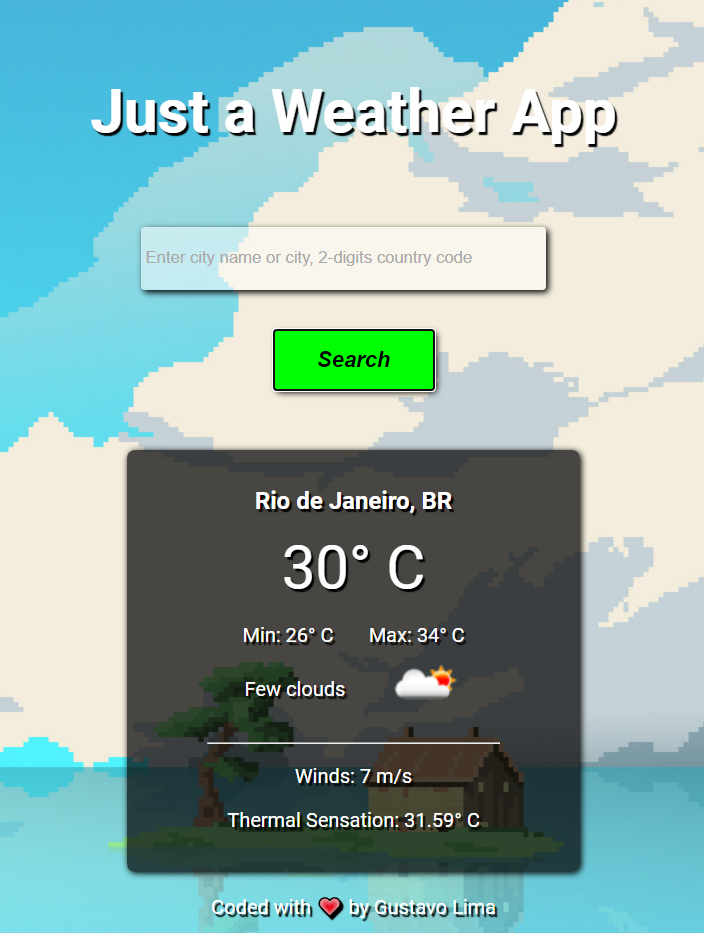 Just a Weather App
Enter city name or city, 2-digits country code
Search
Rio de Janeiro, BR
30° C
Min: 26° C Max: 34° C
Few clouds
Winds: 7 m/s
Thermal Sensation: 31.59° C
Coded with ❤️ by Gustavo Lima